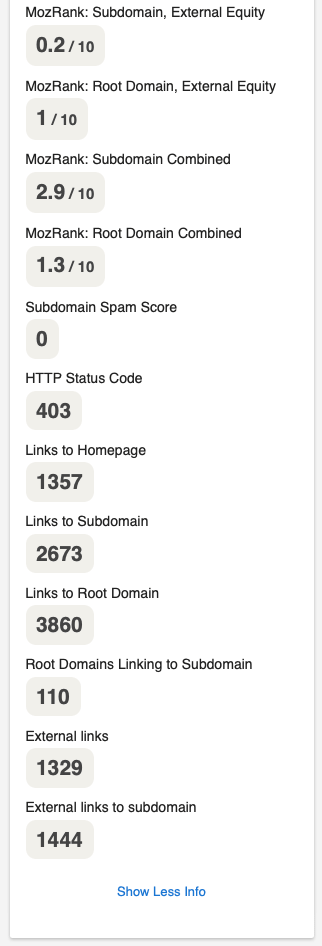 MozRank: Subdomain, External Equity
0.2 / 10
MozRank: Root Domain, External Equity
1 / 10
MozRank: Subdomain Combined
2.9 / 10
MozRank: Root Domain Combined
1.3 / 10
Subdomain Spam Score
0
HTTP Status Code
403
Links to Homepage
1357
Links to Subdomain
2673
Links to Root Domain
3860
Root Domains Linking to Subdomain
110
External links
1329
External links to subdomain
1444
Show Less Info